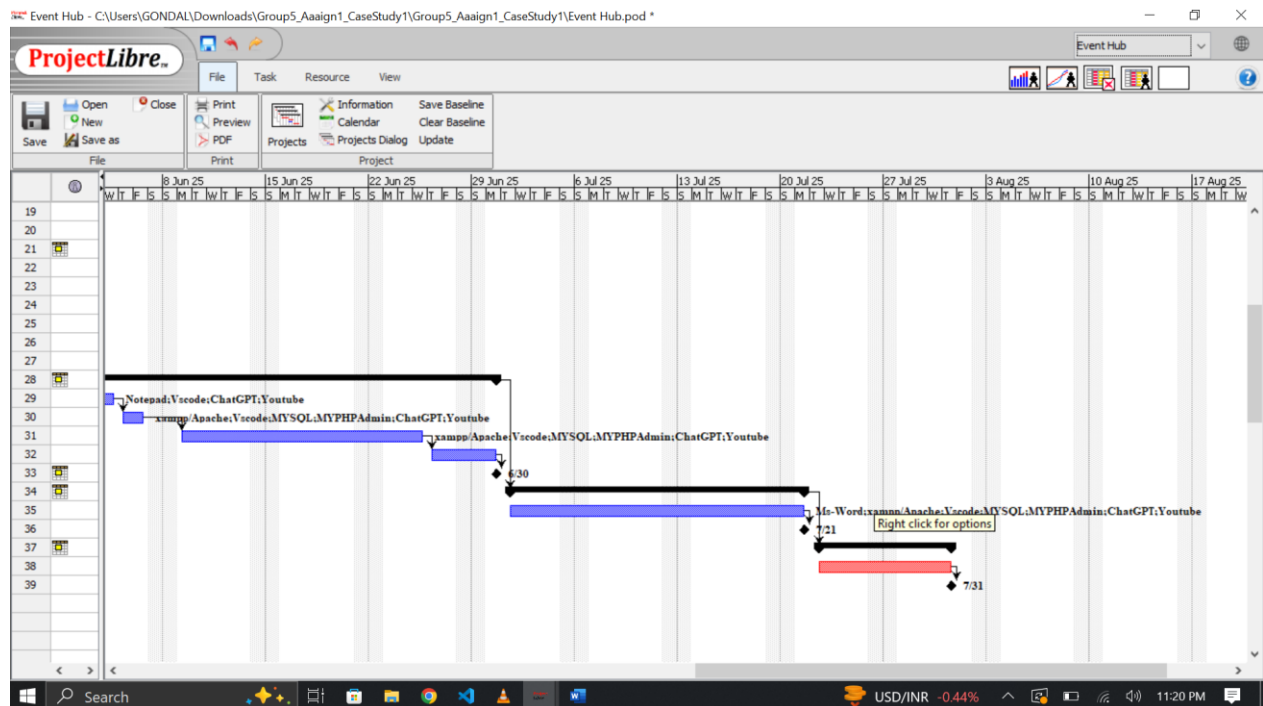 Event Hub - C:\Users\GONDAL\Downloads\Group5_Aaaign1_CaseStudy1\Group5_Aaaign1_CaseStudy1\Event Hub.pod *
ProjectLibre™
Event Hub
File Task Resource View
Save
Open
New
Save as
Close
File
Print
Preview
PDF
Print
Projects
Information
Calendar
Projects Dialog
Save Baseline
Clear Baseline
Update
Project
8 Jun 25 15 Jun 25 22 Jun 25 29 Jun 25 6 Jul 25 13 Jul 25 20 Jul 25 27 Jul 25 3 Aug 25 10 Aug 25 17 Aug 25
W T F S S M T W T F S S M T W T F S S M T W T F S S M T W T F S S M T W T F S S M T W T F S S M T W T F S S M T W T F S S M T W T F S S M T W T F S S M T W T F S S M T W
19
20
21
22
23
24
25
26
27
28
29 Notepad;Vscode;ChatGPT;Youtube
30 xampp/Apache;Vscode;MYSQL;MYPHPAdmin;ChatGPT;Youtube
31 xampp/Apache;Vscode;MYSQL;MYPHPAdmin;ChatGPT;Youtube
32
33 6/30
34
35 Ms-Word;xampp/Apache;Vscode;MYSQL;MYPHPAdmin;ChatGPT;Youtube
Right click for options
36 7/21
37
38
39 7/31
Search
USD/INR -0.44%
11:20 PM